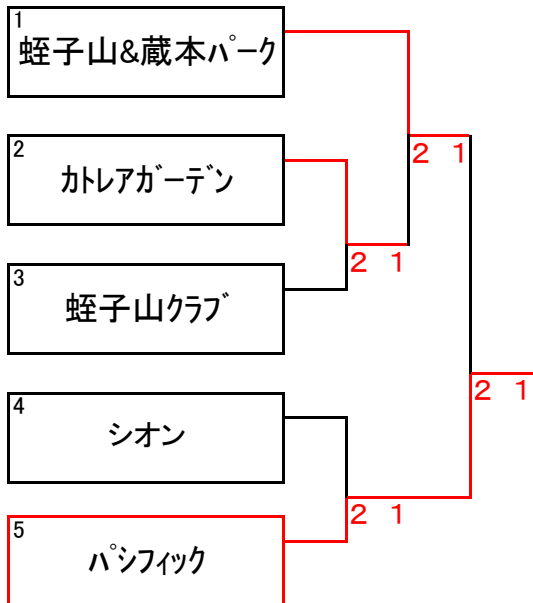 1
蛭子山&蔵本ﾊﾟｰｸ
2
ｶﾄﾚｱｶﾞｰﾃﾞﾝ
3
蛭子山ｸﾗﾌﾞ
4
シオン
5
ﾊﾟｼﾌｨｯｸ
２ １
２ １
２ １
２ １